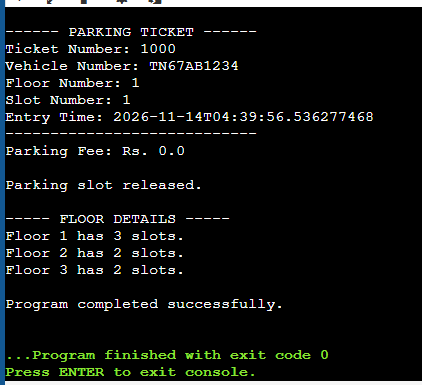 ------ PARKING TICKET ------
Ticket Number: 1000
Vehicle Number: TN67AB1234
Floor Number: 1
Slot Number: 1
Entry Time: 2026-11-14T04:39:56.536277468
----------------------------
Parking Fee: Rs. 0.0
Parking slot released.
----- FLOOR DETAILS -----
Floor 1 has 3 slots.
Floor 2 has 2 slots.
Floor 3 has 2 slots.
Program completed successfully.
...Program finished with exit code 0
Press ENTER to exit console.